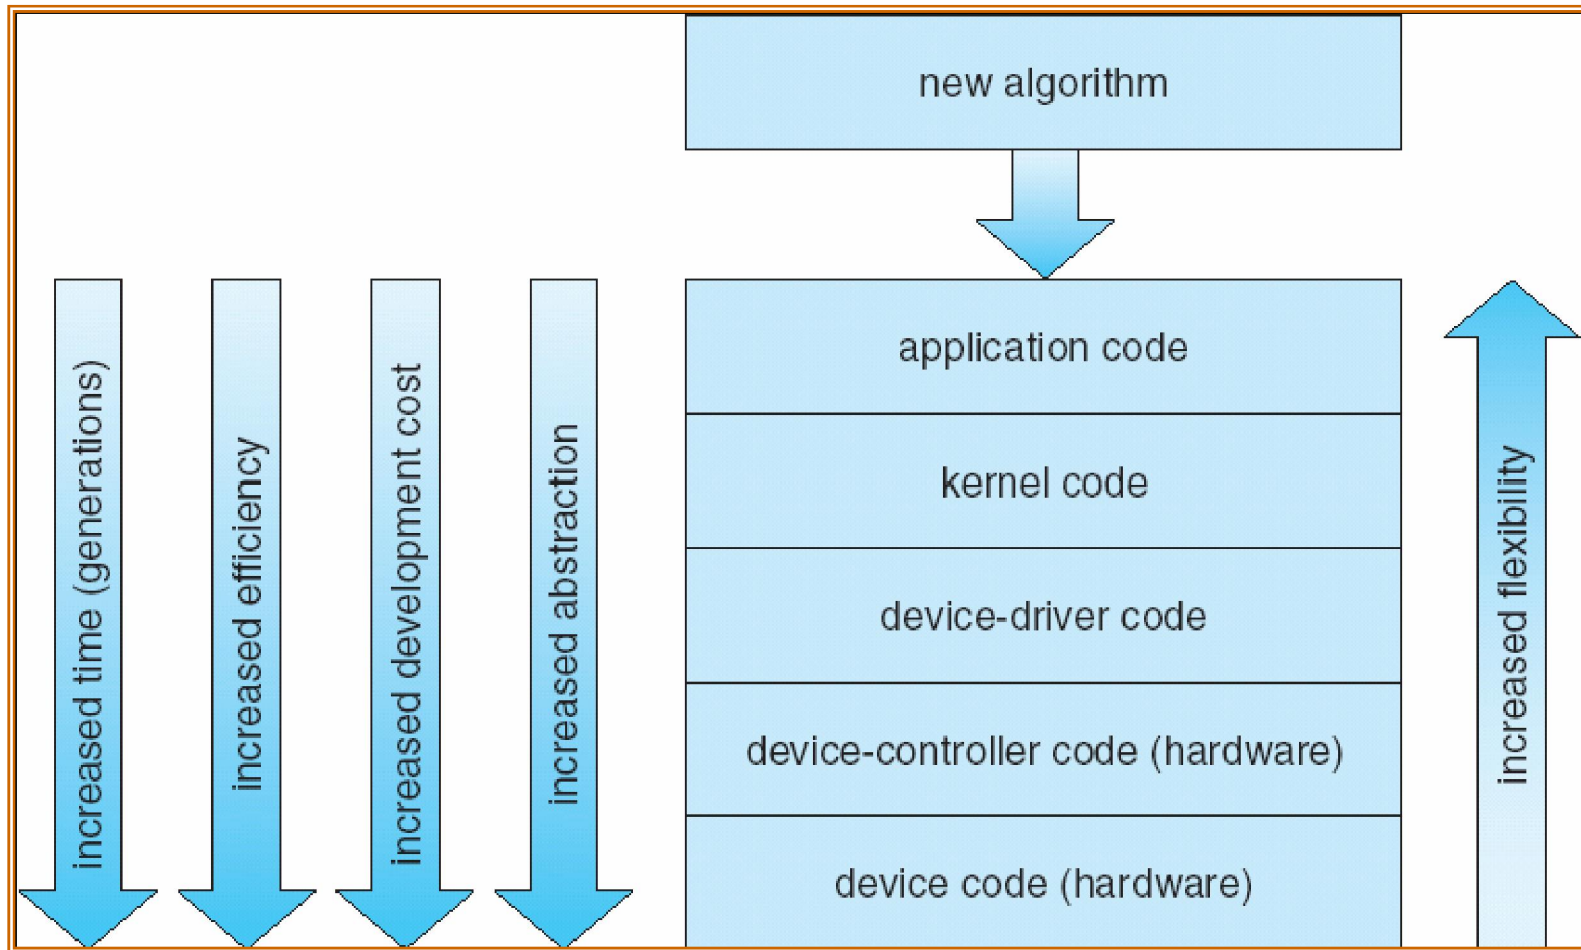 new algorithm
increased time (generations)
increased efficiency
increased development cost
increased abstraction
application code
kernel code
device-driver code
device-controller code (hardware)
device code (hardware)
increased flexibility